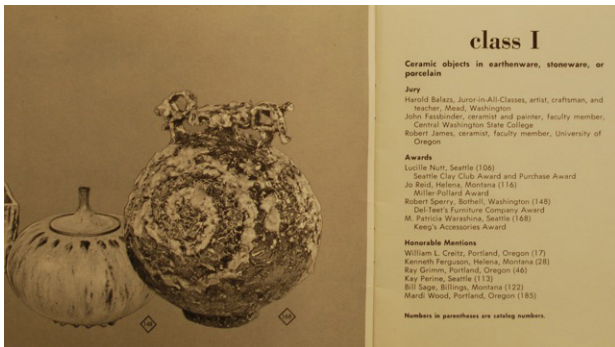 class I
Ceramic objects in earthenware, stoneware, or
porcelain
Jury
Harold Balazs, Juror-in-All-Classes, artist, craftsman, and
teacher, Mead, Washington
John Fassbinder, ceramist and painter, faculty member,
Central Washington State College
Robert James, ceramist, faculty member, University of
Oregon
Awards
Lucille Nutt, Seattle (106)
Seattle Clay Club Award and Purchase Award
Jo Reid, Helena, Montana (116)
Miller-Pollard Award
Robert Sperry, Bothell, Washington (148)
Del-Teet's Furniture Company Award
M. Patricia Warashina, Seattle (168)
Keeg's Accessories Award
Honorable Mentions
William L. Creitz, Portland, Oregon (17)
Kenneth Ferguson, Helena, Montana (28)
Ray Grimm, Portland, Oregon (46)
Kay Perine, Seattle (113)
Bill Sage, Billings, Montana (122)
Mardi Wood, Portland, Oregon (185)
Numbers in parentheses are catalog numbers.
148
168